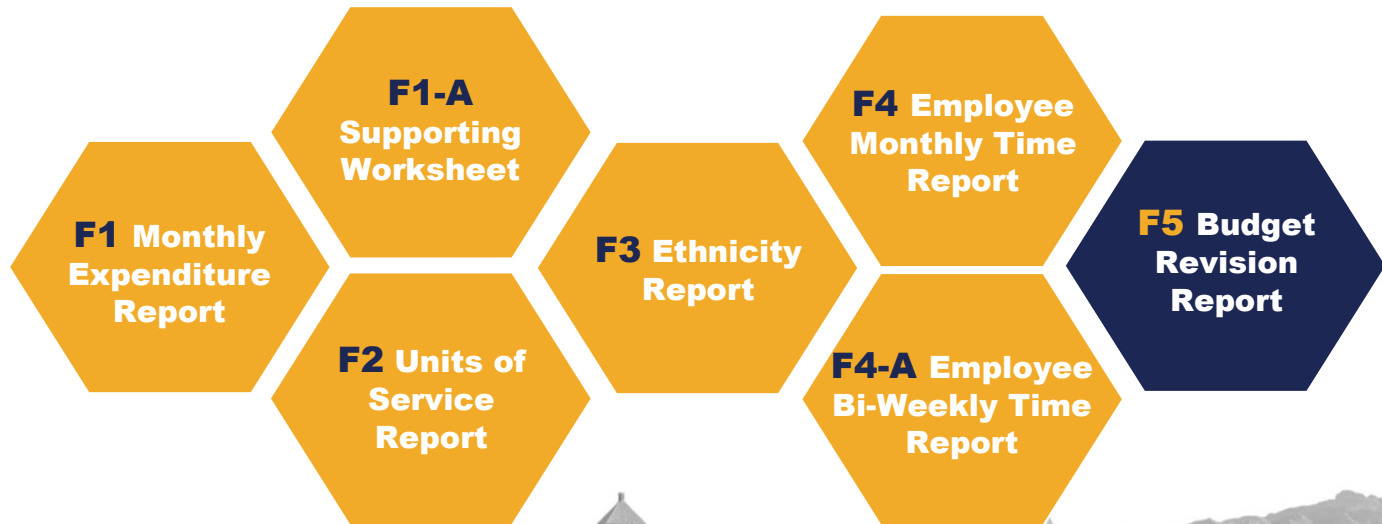 F1 Monthly
Expenditure
Report
F1-A
Supporting
Worksheet
F2 Units of
Service
Report
F3 Ethnicity
Report
F4 Employee
Monthly Time
Report
F4-A Employee
Bi-Weekly Time
Report
F5 Budget
Revision
Report